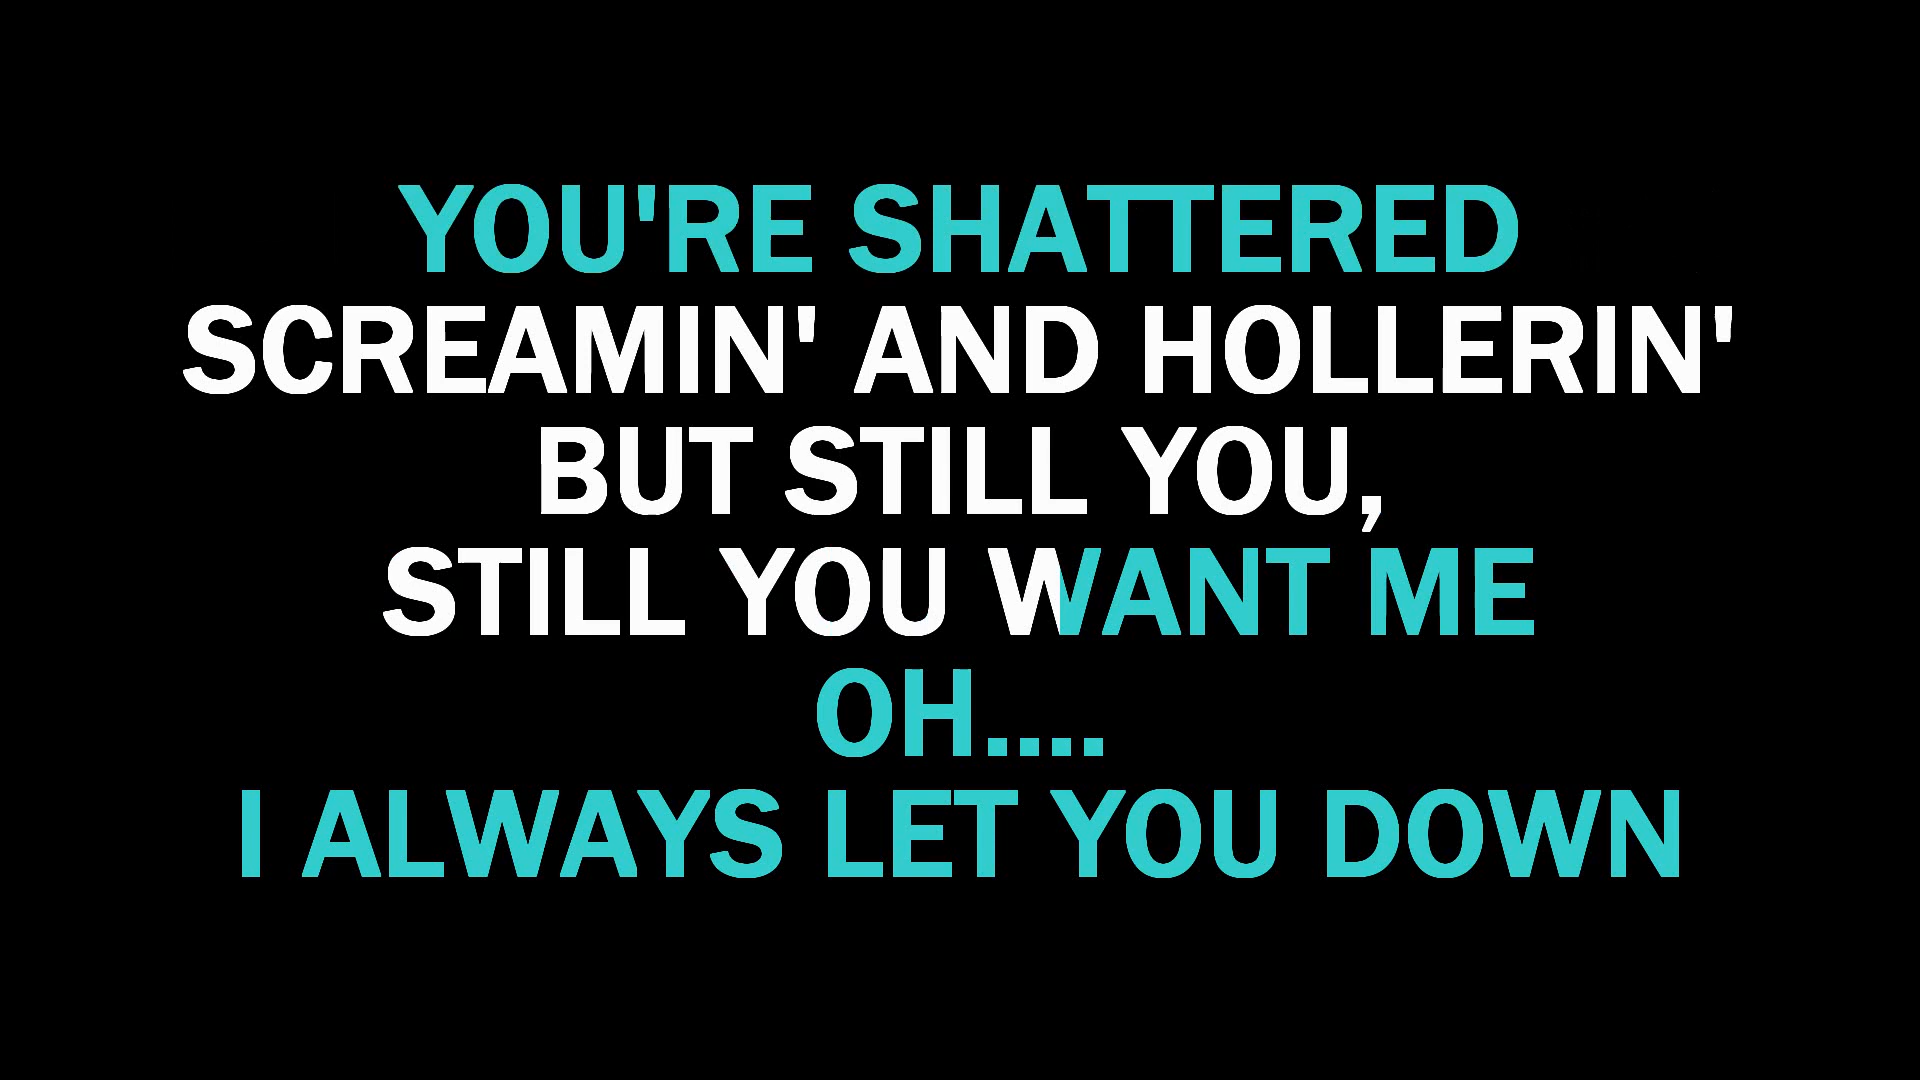 YOU'RE SHATTERED
SCREAMIN' AND HOLLERIN'
BUT STILL YOU,
STILL YOU WANT ME
OH....
I ALWAYS LET YOU DOWN